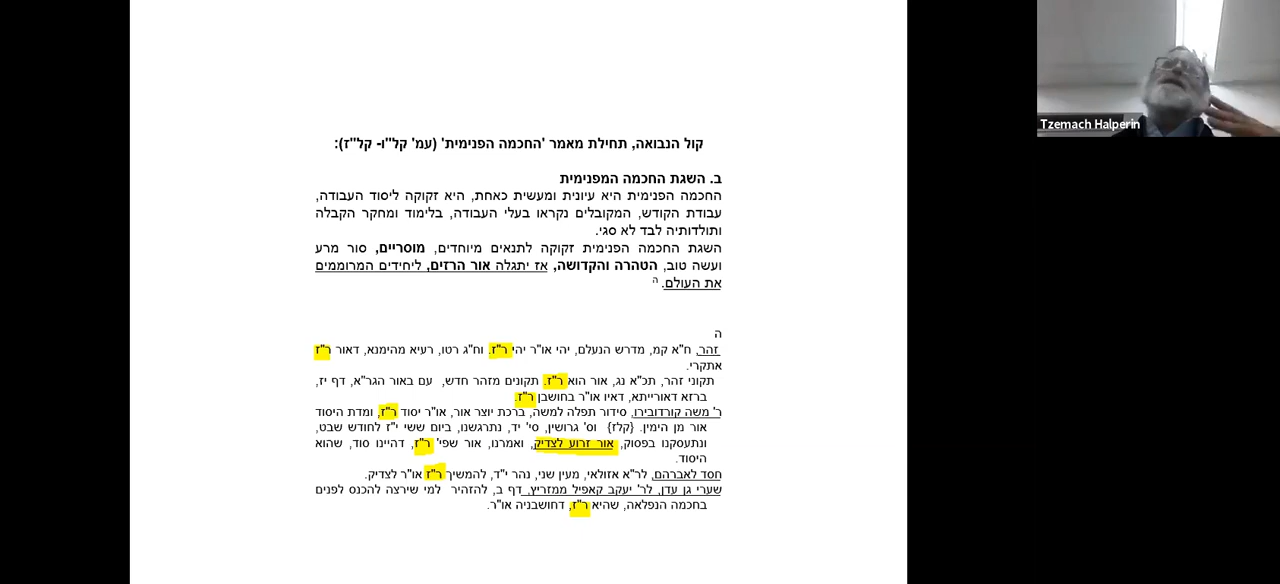 קול הנבואה, תחילת מאמר 'החכמה הפנימית' (עמ' קל"ו- קל"ז):
ב. השגת החכמה המפנימית
החכמה הפנימית היא עיונית ומעשית כאחת, היא זקוקה ליסוד העבודה,
עבודת הקודש, המקובלים נקראו בעלי העבודה, בלימוד ומחקר הקבלה
ותולדותיה לבד לא סגי.
השגת החכמה הפנימית זקוקה לתנאים מיוחדים, מוסריים, סור מרע
ועשה טוב, הטהרה והקדושה, אז יתגלה אור הרזים, ליחידים המרוממים
את העולם. ה
ה
זהר, ח"א קמ, מדרש הנעלם, יהי או"ר יהי ר"ז. וח"ג רטו, רעיא מהימנא, דאור ר"ז
אתקרי.
תקוני זהר, תכ"א נג, אור הוא ר"ז. תקונים מזהר חדש, עם באור הגר"א, דף יז,
ברזא דאורייתא, דאיו או"ר בחושבן ר"ז.
ר' משה קורדובירו, סידור תפלה למשה, ברכת יוצר אור, או"ר יסוד ר"ז, ומדת היסוד
אור מן הימין. {קלז} וס' גרושין, סי' יד, נתרגשנו, ביום ששי י"ז לחודש שבט,
ונתעסקנו בפסוק, אור זרוע לצדיק, ואמרנו, אור שפי' ר"ז, דהיינו סוד, שהוא
היסוד.
חסד לאברהם, לר"א אזולאי, מעין שני, נהר י"ד, להמשיך ר"ז או"ר לצדיק.
שערי גן עדן, לר' יעקב קאפיל ממזריץ, דף ב, להזהיר למי שירצה להכנס לפנים
בחכמה הנפלאה, שהיא ר"ז, דחושבניה או"ר.
Tzemach Halperin